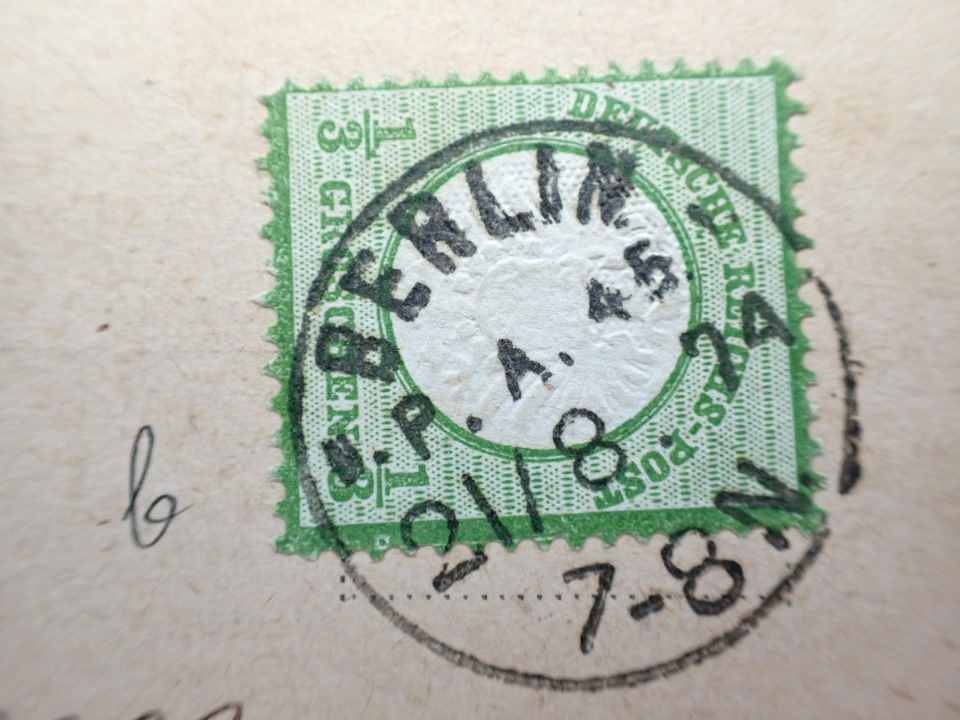 DEUTSCHE REICHS-POST
1/3 GROSCHEN 1/3
BERLIN
N. P. A. 45
21/8 74
7-8 N.
b